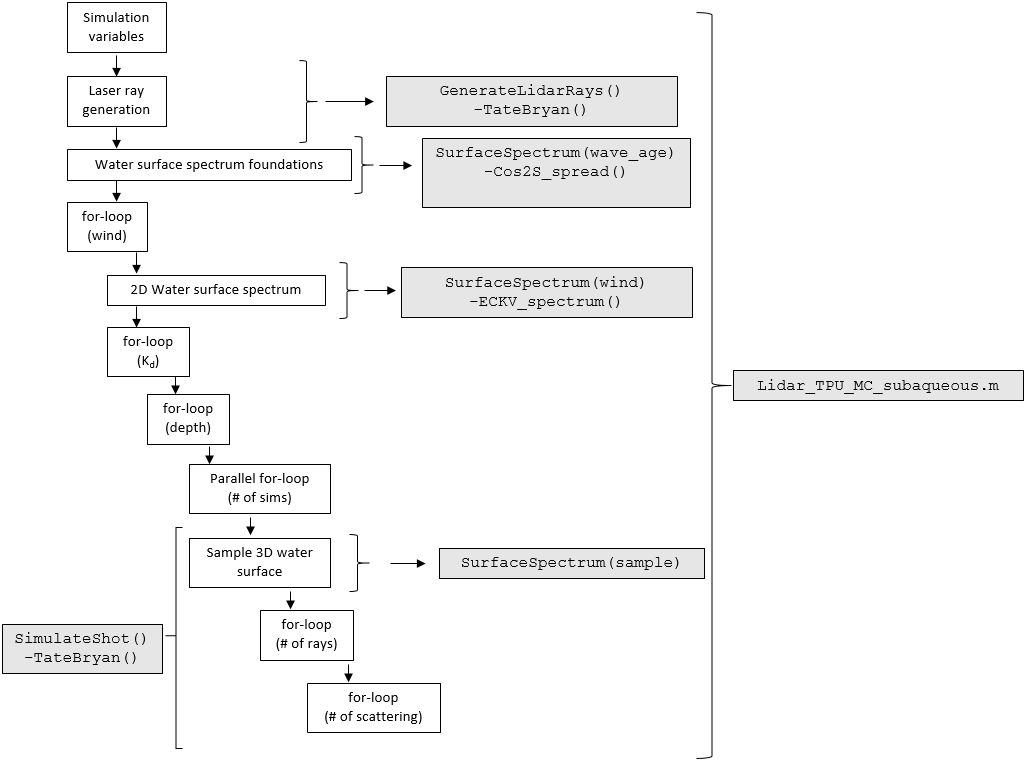 Simulation
variables
Laser ray
generation
GenerateLidarRays()
-TateBryan()
Water surface spectrum foundations
SurfaceSpectrum(wave_age)
-Cos2S_spread()
for-loop
(wind)
2D Water surface spectrum
SurfaceSpectrum(wind)
-ECKV_spectrum()
for-loop
(Kd)
Lidar_TPU_MC_subaqueous.m
for-loop
(depth)
Parallel for-loop
(# of sims)
Sample 3D water
surface
SurfaceSpectrum(sample)
SimulateShot()
-TateBryan()
for-loop
(# of rays)
for-loop
(# of scattering)